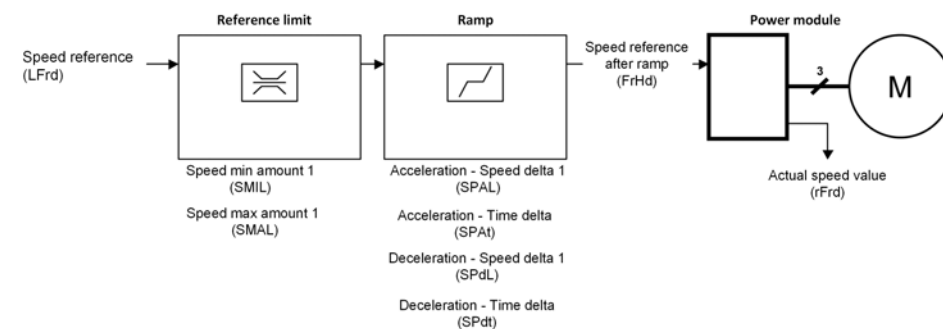 Reference limit
Ramp
Power module
Speed reference
(LFrd)
Speed reference
after ramp
(FrHd)
3
M
Speed min amount 1
(SMIL)
Speed max amount 1
(SMAL)
Acceleration - Speed delta 1
(SPAL)
Acceleration - Time delta
(SPAt)
Deceleration - Speed delta 1
(SPdL)
Deceleration - Time delta
(SPdt)
Actual speed value
(rFrd)